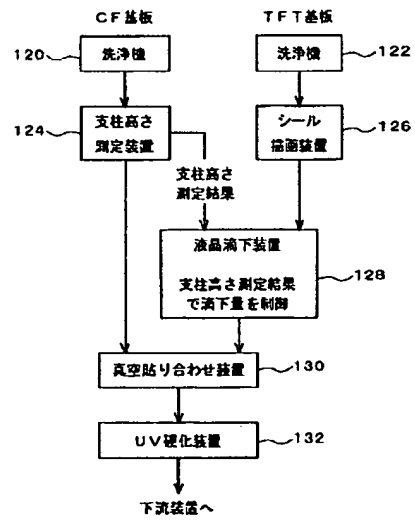 CF基板
TFT基板
120
洗浄機
洗浄機
122
124
支柱高さ
測定装置
シール
描画装置
126
支柱高さ
測定結果
液晶滴下装置
支柱高さ測定結果
で滴下量を制御
128
真空貼り合わせ装置
130
UV硬化装置
132
下流装置へ